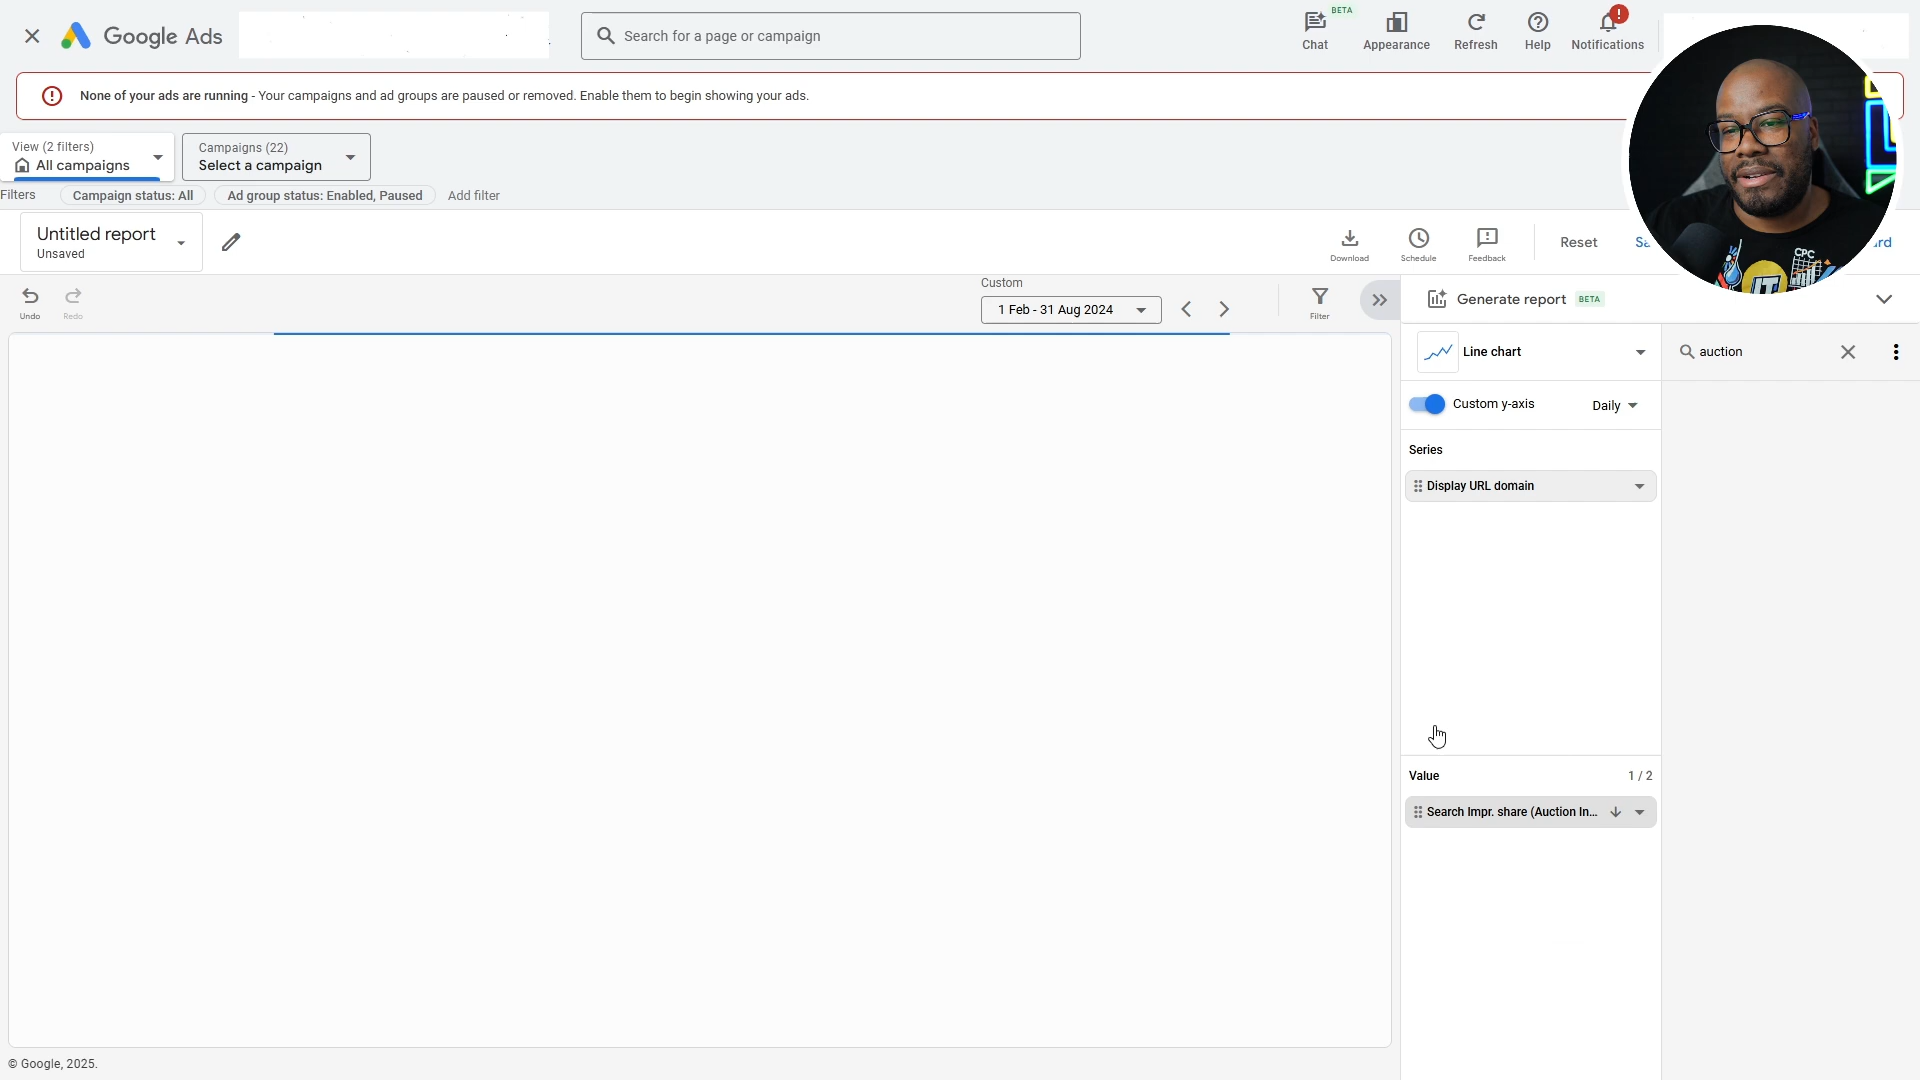 Google Ads
Search for a page or campaign
BETA
Chat
Appearance
Refresh
Help
!
Notifications
None of your ads are running - Your campaigns and ad groups are paused or removed. Enable them to begin showing your ads.
View (2 filters)
All campaigns
Campaigns (22)
Select a campaign
Filters
Campaign status: All
Ad group status: Enabled, Paused
Add filter
Untitled report
Unsaved
Download
Schedule
Feedback
Reset
CPC
IT
Undo
Redo
Custom
1 Feb - 31 Aug 2024
Filter
Generate report BETA
Line chart
auction
Custom y-axis
Daily
Series
Display URL domain
Value
1 / 2
Search Impr. share (Auction In...
© Google, 2025.